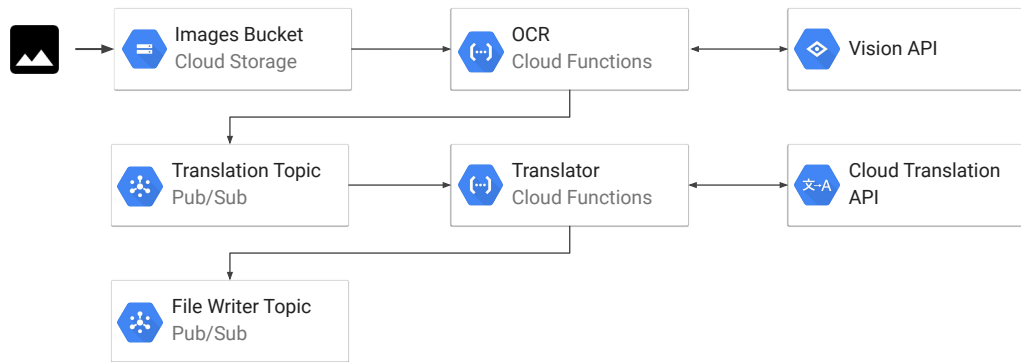 Images Bucket
Cloud Storage
OCR
Cloud Functions
Vision API
Translation Topic
Pub/Sub
Translator
Cloud Functions
文→A
Cloud Translation
API
File Writer Topic
Pub/Sub